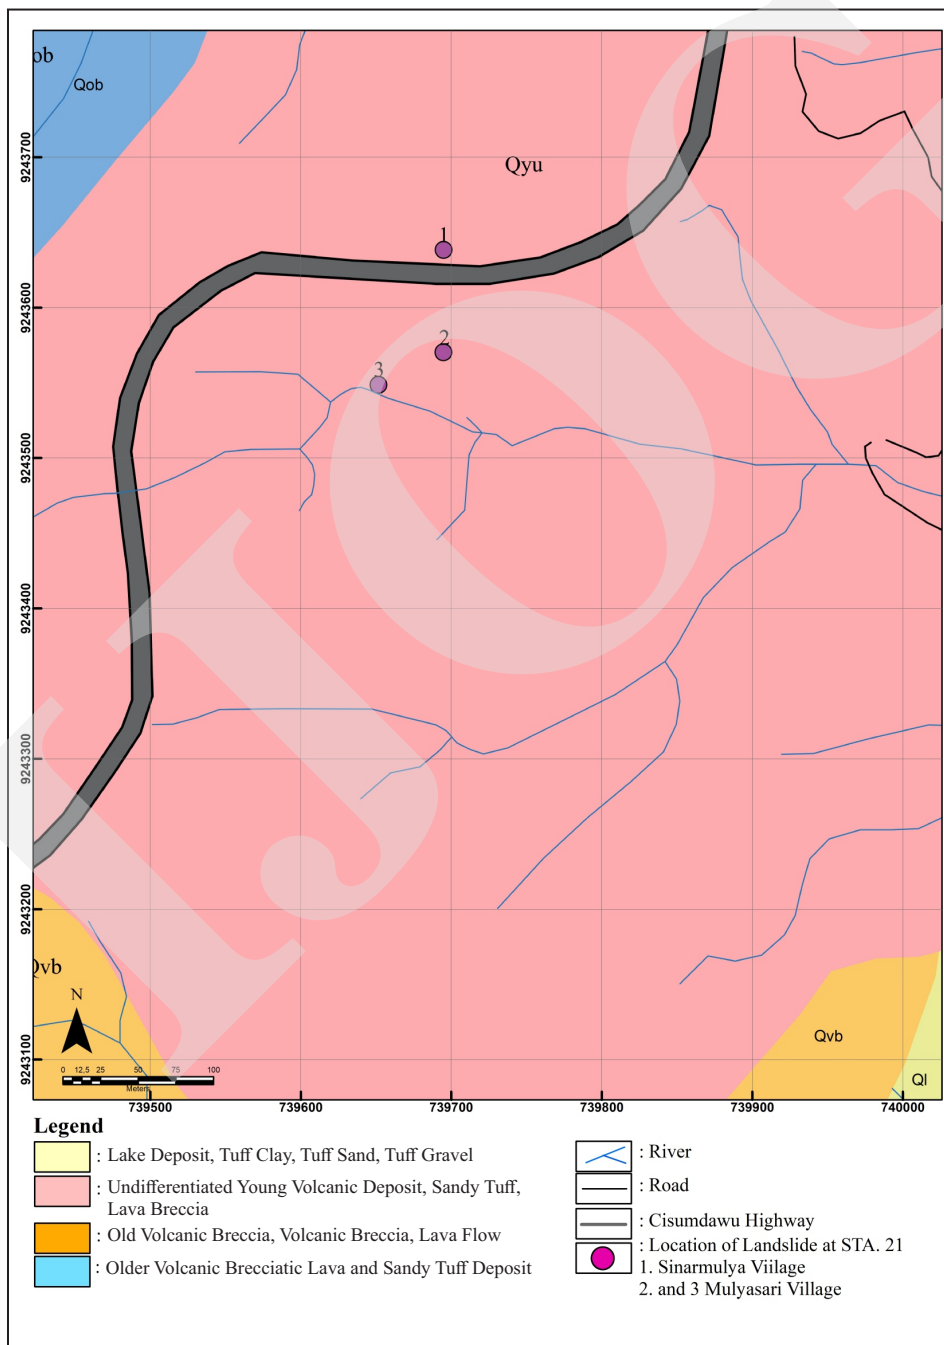 ob
Qob
Qyu
1
2
3
Qvb
N
0 12,5 25 50 75 100
Meters
Qvb
Ql
9243700
9243600
9243500
9243400
9243300
9243200
9243100
739500 739600 739700 739800 739900 740000
Legend
: Lake Deposit, Tuff Clay, Tuff Sand, Tuff Gravel
: Undifferentiated Young Volcanic Deposit, Sandy Tuff,
Lava Breccia
: Old Volcanic Breccia, Volcanic Breccia, Lava Flow
: Older Volcanic Brecciatic Lava and Sandy Tuff Deposit
: River
: Road
: Cisumdawu Highway
: Location of Landslide at STA. 21
1. Sinarmulya Viilage
2. and 3 Mulyasari Village
IJOG